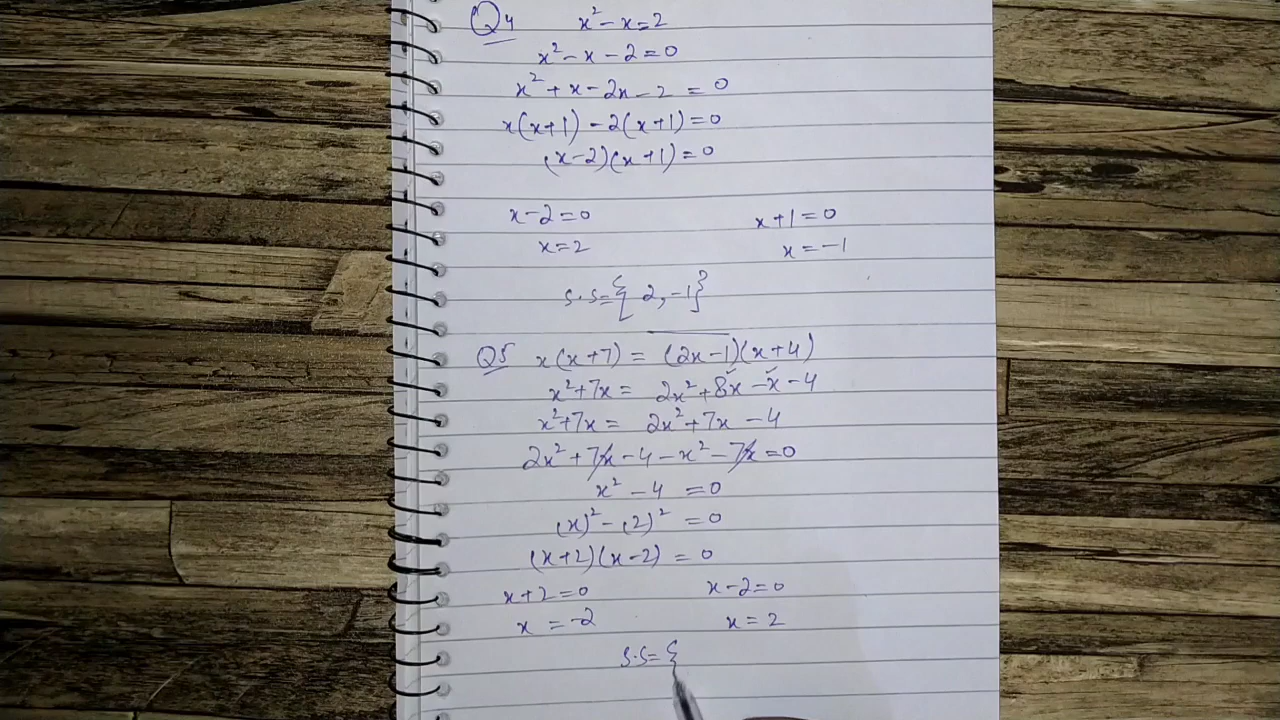 Q4 x² - x = 2
x² - x - 2 = 0
x² + x - 2x - 2 = 0
x(x+1) - 2(x+1) = 0
(x-2)(x+1) = 0
x-2=0 x+1=0
x=2 x=-1
S.S={ 2, -1}
Q5 x(x+7) = (2x-1)(x+4)
x²+7x = 2x²+8x-x-4
x²+7x = 2x²+7x-4
2x²+7x-4-x²-7x=0
x²-4 =0
(x)²-(2)² =0
(x+2)(x-2) =0
x+2=0 x-2=0
x =-2 x=2
S.S= {